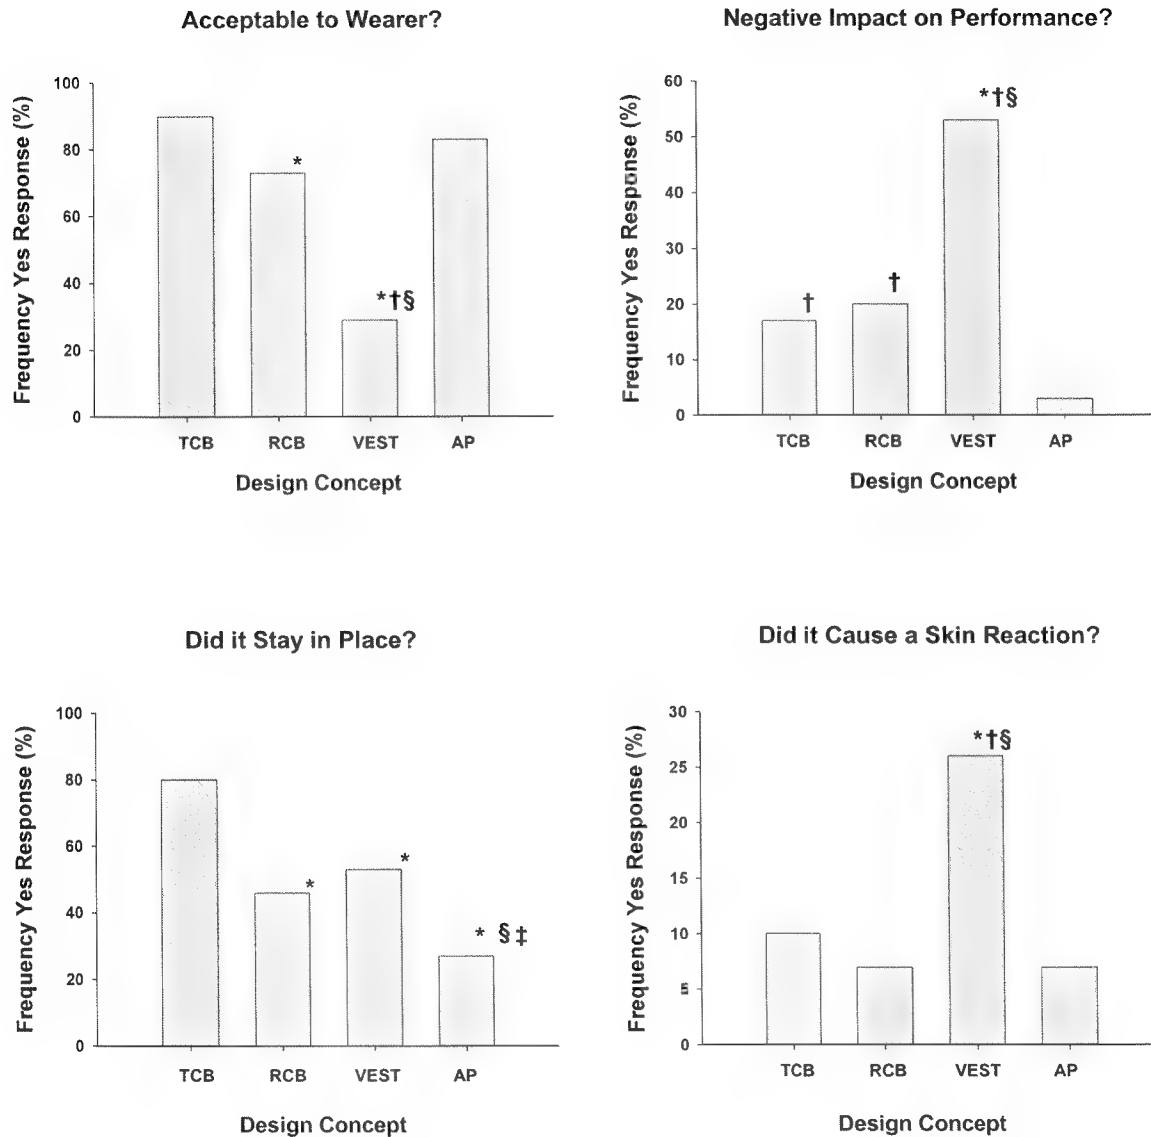 Acceptable to Wearer?
Frequency Yes Response (%)
100
80
60
40
20
0
*
*†§
TCB RCB VEST AP
Design Concept
Negative Impact on Performance?
Frequency Yes Response (%)
60
50
40
30
20
10
0
†
†
*†§
TCB RCB VEST AP
Design Concept
Did it Stay in Place?
Frequency Yes Response (%)
100
80
60
40
20
0
*
*
* §‡
TCB RCB VEST AP
Design Concept
Did it Cause a Skin Reaction?
Frequency Yes Response (%)
30
25
20
15
10
5
0
*†§
TCB RCB VEST AP
Design Concept